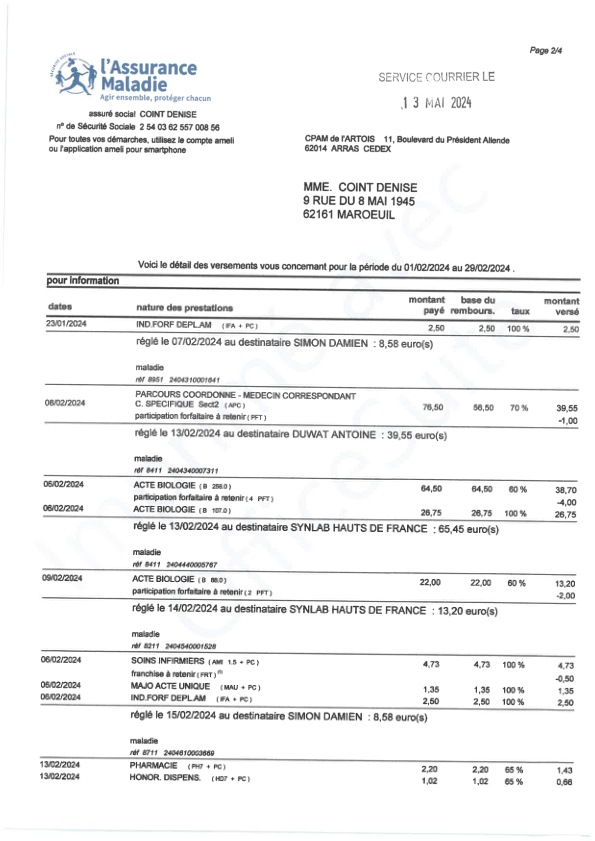 Page 2/4
SÉCURITÉ SOCIALE
l'Assurance
Maladie
Agir ensemble, protéger chacun
SERVICE COURRIER LE
13 MAI 2024
assuré social COINT DENISE
n° de Sécurité Sociale 2 54 03 62 557 008 56
Pour toutes vos démarches, utilisez le compte ameli
ou l'application ameli pour smartphone
CPAM de l'ARTOIS 11, Boulevard du Président Allende
62014 ARRAS CEDEX
MME. COINT DENISE
9 RUE DU 8 MAI 1945
62161 MAROEUIL
Voici le détail des versements vous concernant pour la période du 01/02/2024 au 29/02/2024 .
pour information
dates nature des prestations montant payé base du rembours. taux montant versé
23/01/2024 IND.FORF DEPL.AM (IFA + PC) 2,50 2,50 100 % 2,50
réglé le 07/02/2024 au destinataire SIMON DAMIEN : 8,58 euro(s)
maladie
réf 8951 2404310001641
PARCOURS COORDONNE - MEDECIN CORRESPONDANT
08/02/2024 C. SPECIFIQUE Sect2 (APC) 76,50 56,50 70 % 39,55
participation forfaitaire à retenir (PFT) -1,00
réglé le 13/02/2024 au destinataire DUWAT ANTOINE : 39,55 euro(s)
maladie
réf 8411 2404340007311
05/02/2024 ACTE BIOLOGIE (B 258.0) 64,50 64,50 60 % 38,70
participation forfaitaire à retenir (4 PFT) -4,00
06/02/2024 ACTE BIOLOGIE (B 107.0) 26,75 26,75 100 % 26,75
réglé le 13/02/2024 au destinataire SYNLAB HAUTS DE FRANCE : 65,45 euro(s)
maladie
réf 8411 2404440005767
09/02/2024 ACTE BIOLOGIE (B 88.0) 22,00 22,00 60 % 13,20
participation forfaitaire à retenir (2 PFT) -2,00
réglé le 14/02/2024 au destinataire SYNLAB HAUTS DE FRANCE : 13,20 euro(s)
maladie
réf 8211 2404540001528
06/02/2024 SOINS INFIRMIERS (AMI 1.5 + PC) 4,73 4,73 100 % 4,73
franchise à retenir (FRT) -0,50
06/02/2024 MAJO ACTE UNIQUE (MAU + PC) 1,35 1,35 100 % 1,35
06/02/2024 IND.FORF DEPL.AM (IFA + PC) 2,50 2,50 100 % 2,50
réglé le 15/02/2024 au destinataire SIMON DAMIEN : 8,58 euro(s)
maladie
réf 8711 2404610003669
13/02/2024 PHARMACIE (PH7 + PC) 2,20 2,20 65 % 1,43
13/02/2024 HONOR. DISPENS. (HD7 + PC) 1,02 1,02 65 % 0,66